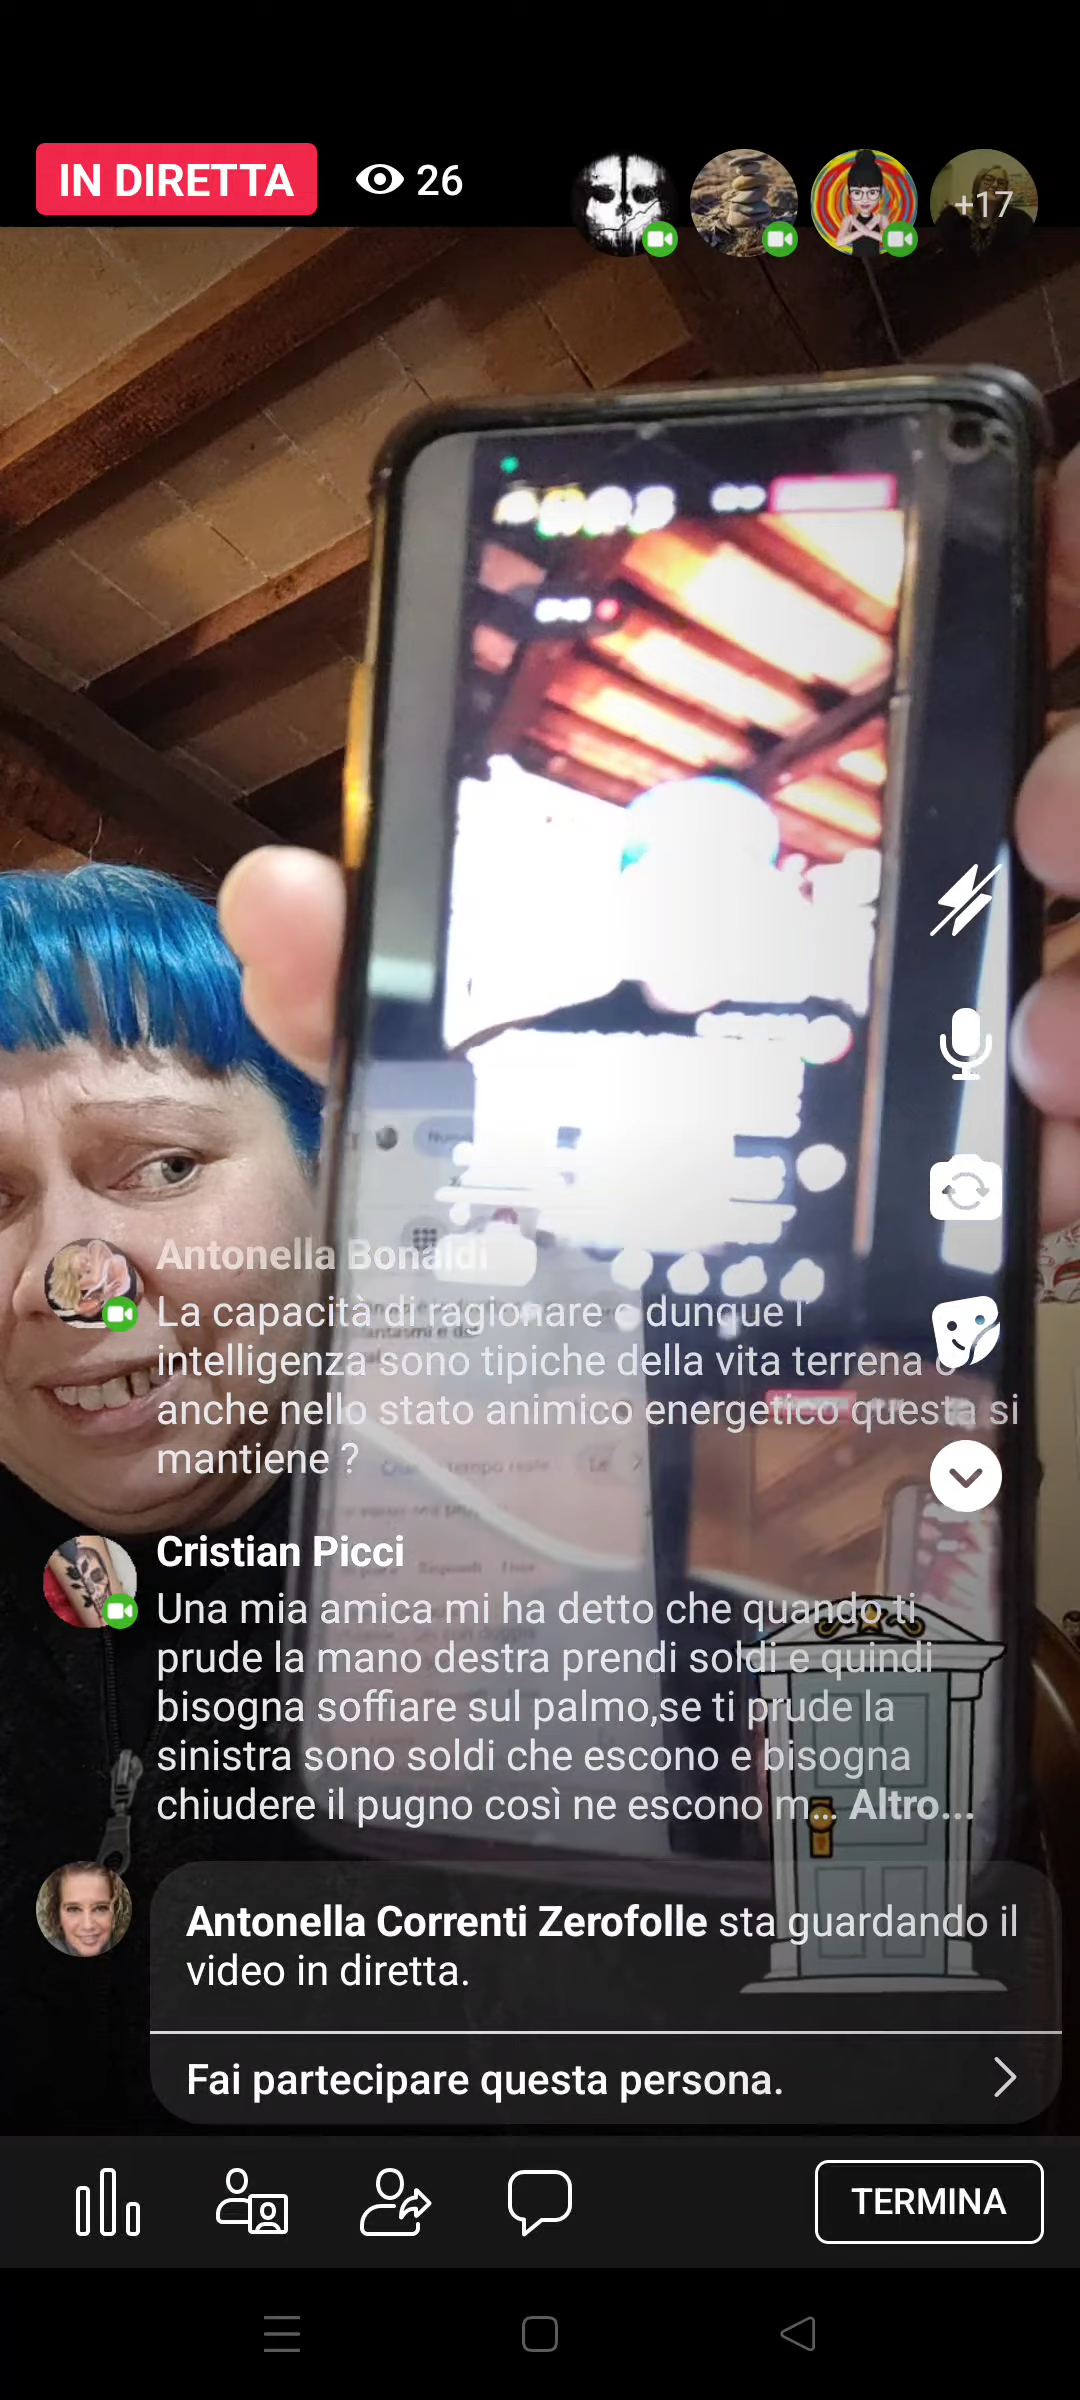 IN DIRETTA
26
+17
Antonella Bonaldi
La capacità di ragionare e dunque l'
intelligenza sono tipiche della vita terrena o
anche nello stato animico energetico questa si
mantiene ?
Cristian Picci
Una mia amica mi ha detto che quando ti
prude la mano destra prendi soldi e quindi
bisogna soffiare sul palmo,se ti prude la
sinistra sono soldi che escono e bisogna
chiudere il pugno così ne escono m… Altro...
Antonella Correnti Zerofolle sta guardando il
video in diretta.
Fai partecipare questa persona.
TERMINA